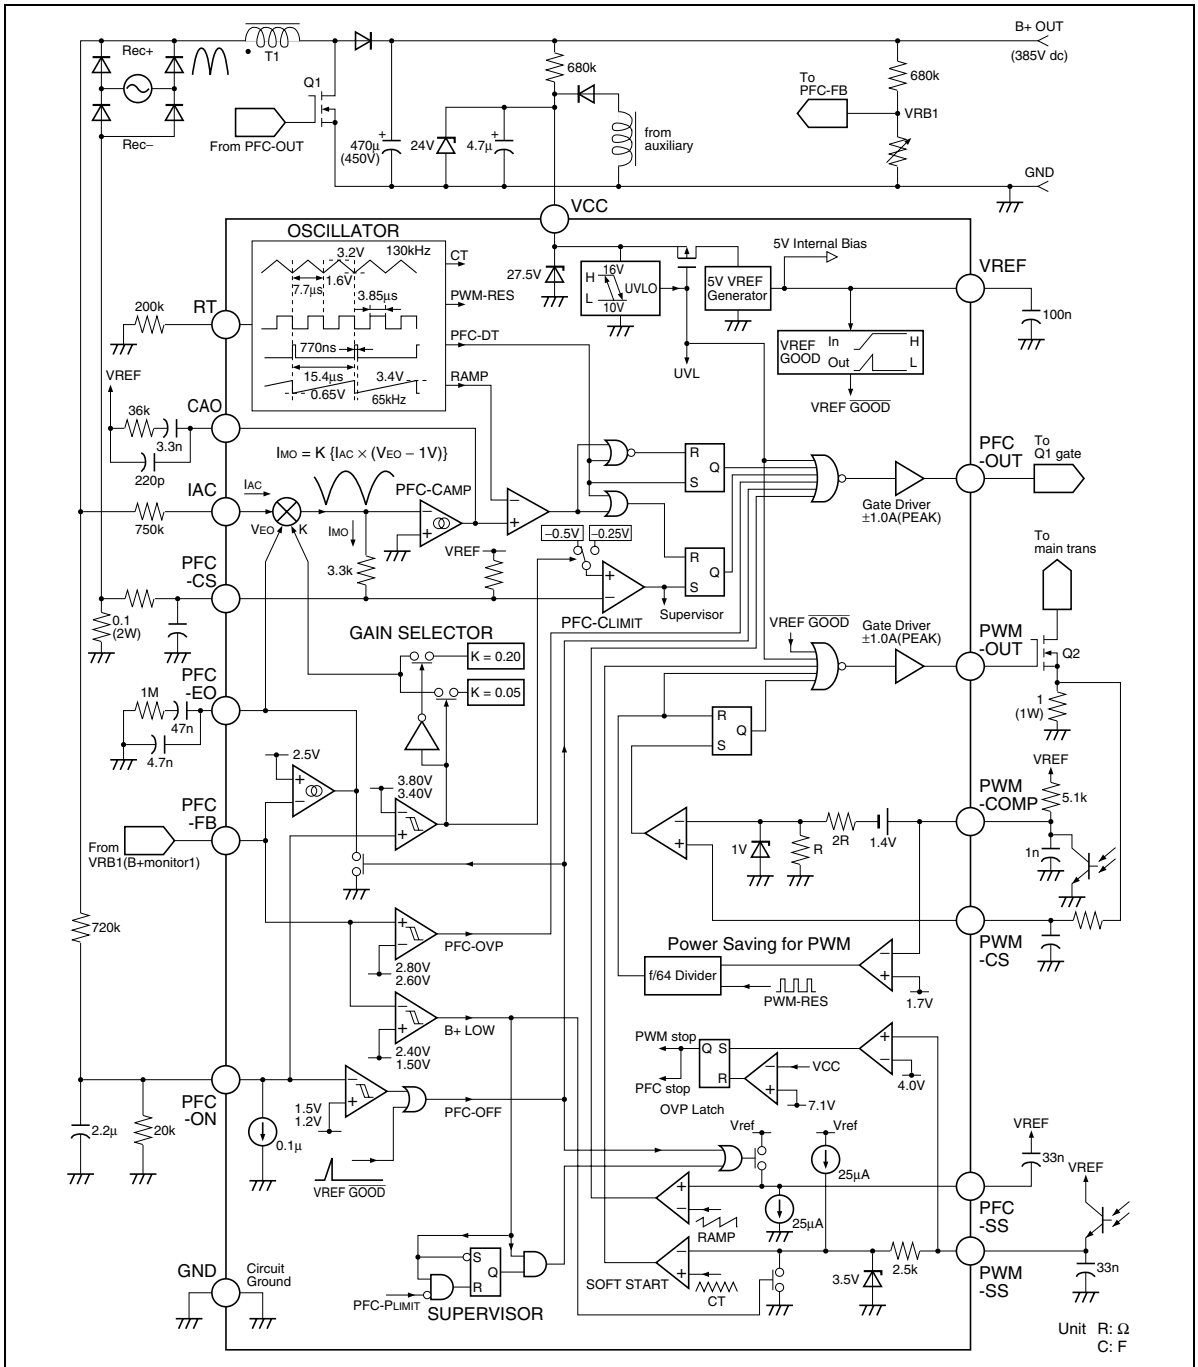 B+ OUT
(385V dc)
Rec+
T1
Q1
680k
680k
To
PFC-FB
VRB1
From PFC-OUT
Rec−
470μ
(450V)
24V
4.7μ
from
auxiliary
GND
VCC
OSCILLATOR
3.2V
130kHz
CT
1.6V
7.7μs
3.85μs
PWM-RES
770ns
PFC-DT
15.4μs
3.4V
RAMP
0.65V
65kHz
27.5V
H
16V
UVLO
L
10V
5V VREF
Generator
5V Internal Bias
VREF
100n
VREF
GOOD
In
H
Out
L
UVL
VREF GOOD
200k
RT
VREF
CAO
36k
3.3n
220p
IMO = K {IAC × (VEO − 1V)}
IAC
IAC
750k
VEO
K
IMO
PFC-CAMP
3.3k
VREF
−0.5V
−0.25V
R
Q
S
R
Q
S
PFC
-OUT
To
Q1 gate
Gate Driver
±1.0A(PEAK)
PFC
-CS
0.1
(2W)
PFC-CLIMIT
Supervisor
To
main trans
GAIN SELECTOR
K = 0.20
K = 0.05
VREF GOOD
Gate Driver
±1.0A(PEAK)
PWM
-OUT
Q2
1
(1W)
PFC
-EO
1M
47n
4.7n
R
Q
S
2.5V
3.80V
3.40V
VREF
5.1k
PWM
-COMP
PFC
-FB
From
VRB1(B+monitor1)
1V
R
2R
1.4V
1n
720k
PFC-OVP
2.80V
2.60V
Power Saving for PWM
f/64 Divider
PWM-RES
1.7V
PWM
-CS
B+ LOW
2.40V
1.50V
PWM stop
Q
S
R
PFC stop
OVP Latch
VCC
7.1V
4.0V
PFC
-ON
2.2μ
20k
0.1μ
1.5V
1.2V
PFC-OFF
VREF GOOD
Vref
Vref
25μA
25μA
RAMP
VREF
33n
PFC
-SS
VREF
SOFT START
CT
3.5V
2.5k
PWM
-SS
33n
GND
Circuit
Ground
PFC-PLIMIT
S
Q
R
SUPERVISOR
Unit R: Ω
C: F